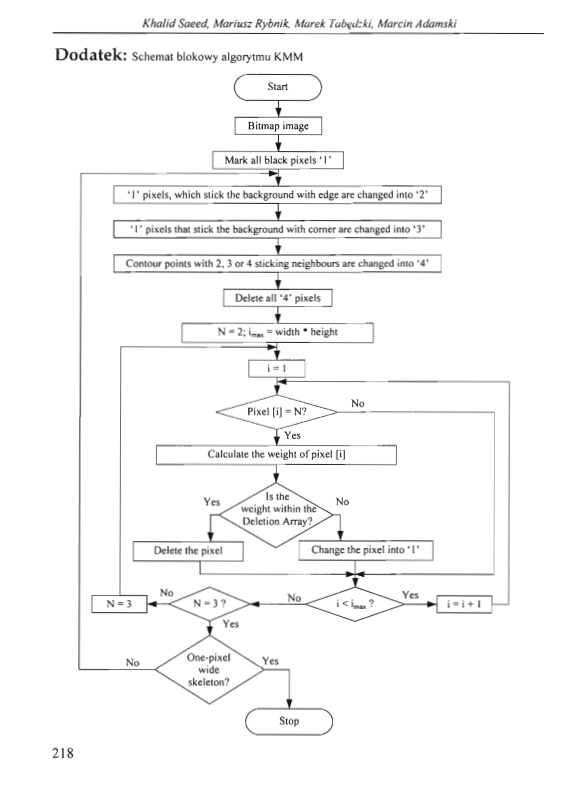 Khalid Saeed, Mariusz Rybnik, Marek Tabędzki, Marcin Adamski
Dodatek: Schemat blokowy algorytmu KMM
Start
Bitmap image
Mark all black pixels ‘1’
‘1’ pixels, which stick the background with edge are changed into ‘2’
‘1’ pixels that stick the background with corner are changed into ‘3’
Contour points with 2, 3 or 4 sticking neighbours are changed into ‘4’
Delete all ‘4’ pixels
N = 2; imax = width * height
i = 1
Pixel [i] = N?
No
Yes
Calculate the weight of pixel [i]
Is the
weight within the
Deletion Array?
Yes
No
Delete the pixel
Change the pixel into ‘1’
i < imax ?
Yes
i = i + 1
No
N = 3 ?
No
N = 3
Yes
One-pixel
wide
skeleton?
No
Yes
Stop
218